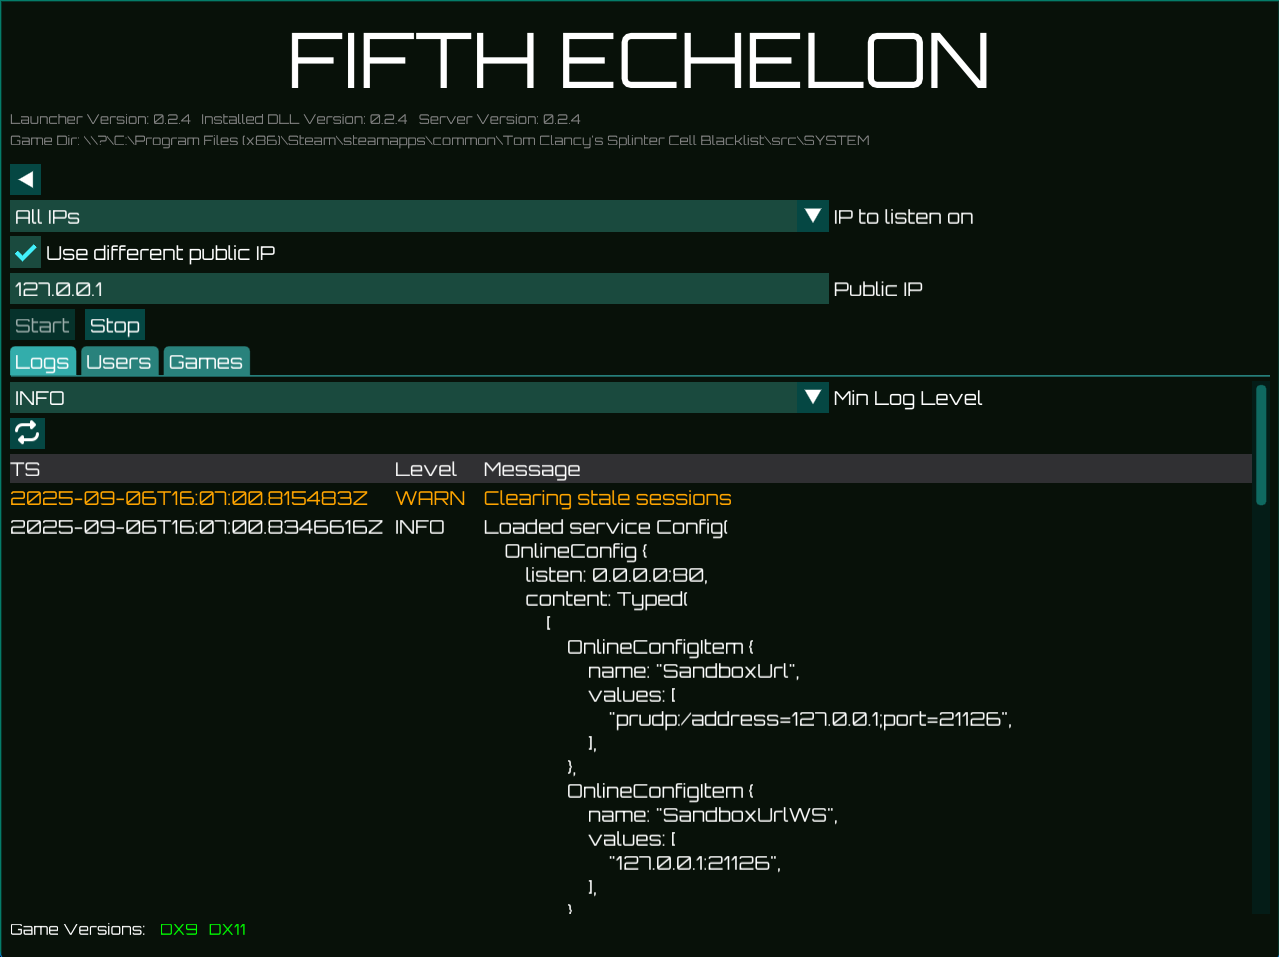 FIFTH ECHELON
Launcher Version: 0.2.4 Installed DLL Version: 0.2.4 Server Version: 0.2.4
Game Dir: \\?\C:\Program Files (x86)\Steam\steamapps\common\Tom Clancy's Splinter Cell Blacklist\src\SYSTEM
All IPs IP to listen on
Use different public IP
127.0.0.1 Public IP
Start Stop
Logs Users Games
INFO Min Log Level
TS Level Message
2025-09-06T16:07:00.815483Z WARN Clearing stale sessions
2025-09-06T16:07:00.8346616Z INFO Loaded service Config(
OnlineConfig {
listen: 0.0.0.0:80,
content: Typed(
[
OnlineConfigItem {
name: "SandboxUrl",
values: [
"prudp:/address=127.0.0.1;port=21126",
],
},
OnlineConfigItem {
name: "SandboxUrlWS",
values: [
"127.0.0.1:21126",
],
}
Game Versions: DX9 DX11